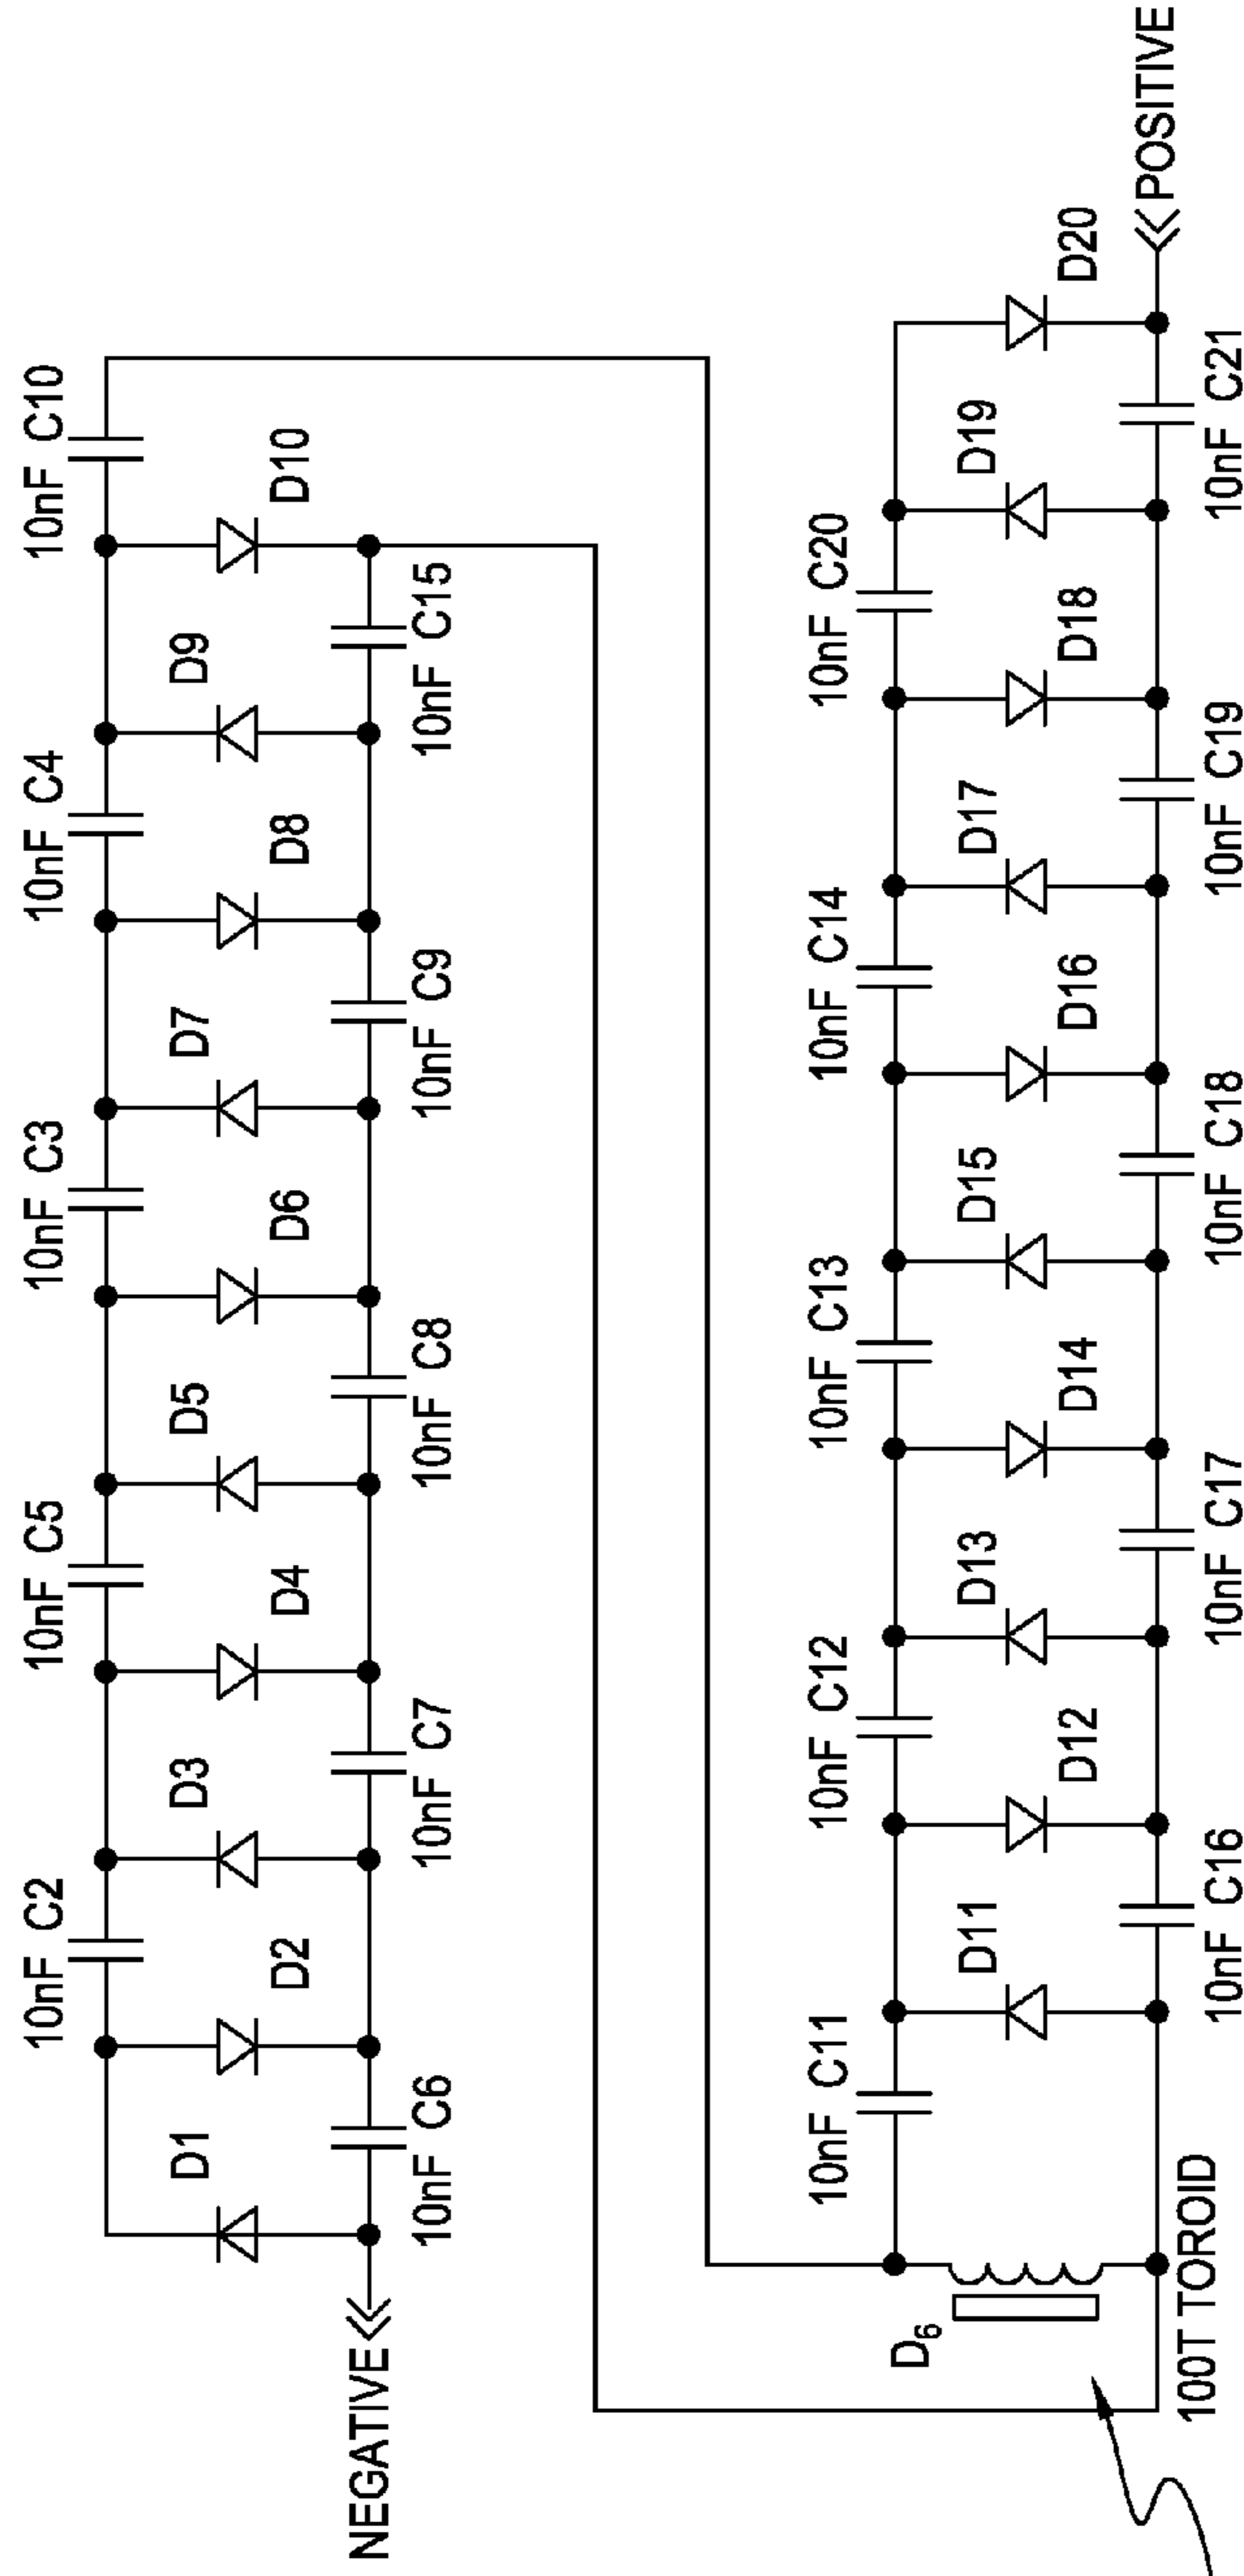 10nF C2
10nF C5
10nF C3
10nF C4
10nF C10
D1
D2
D3
D4
D5
D6
D7
D8
D9
D10
NEGATIVE
10nF C6
10nF C7
10nF C8
10nF C9
10nF C15
10nF C11
10nF C12
10nF C13
10nF C14
10nF C20
D6
D11
D12
D13
D14
D15
D16
D17
D18
D19
D20
POSITIVE
100T TOROID
10nF C16
10nF C17
10nF C18
10nF C19
10nF C21